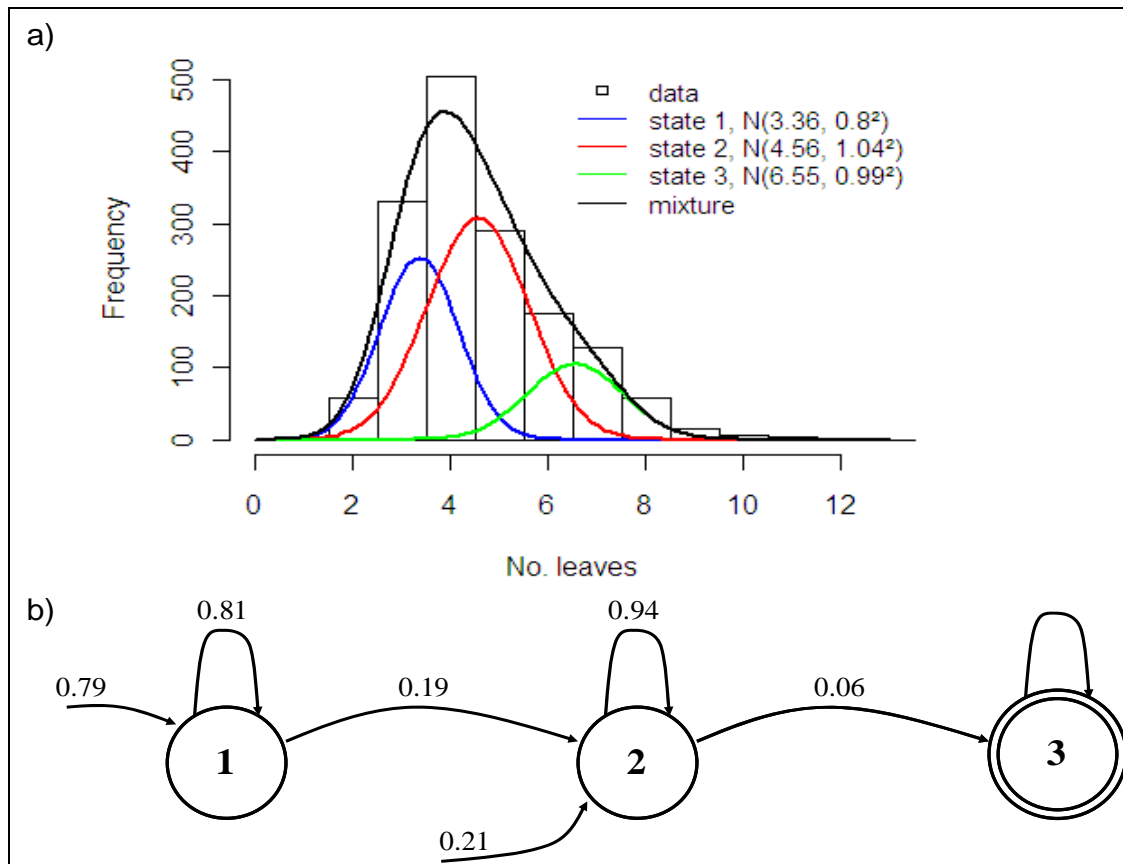 a)
data
state 1, N(3.36, 0.8²)
state 2, N(4.56, 1.04²)
state 3, N(6.55, 0.99²)
mixture
Frequency
500
400
300
200
100
0
0 2 4 6 8 10 12
No. leaves
b)
0.81 0.94
0.79 0.19 0.06
1 2 3
0.21